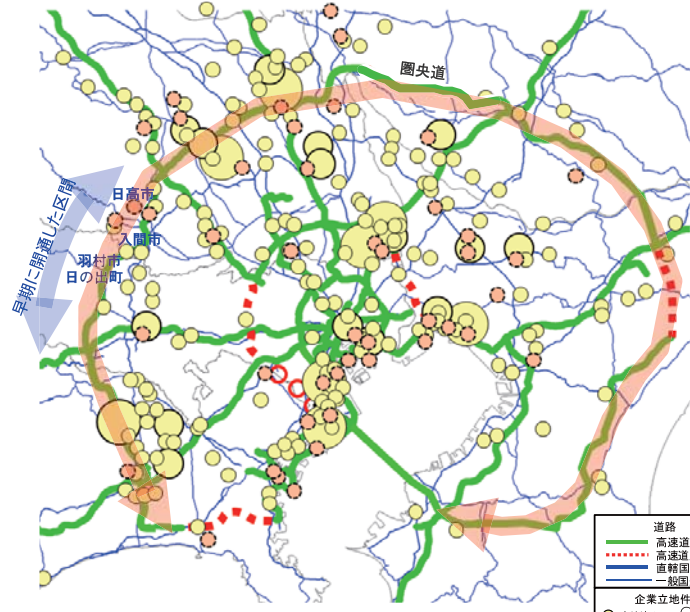 圏央道
早期に開通した区間
日高市
入間市
羽村市
日の出町
道路
高速道
高速道
直轄国
一般国
企業立地件